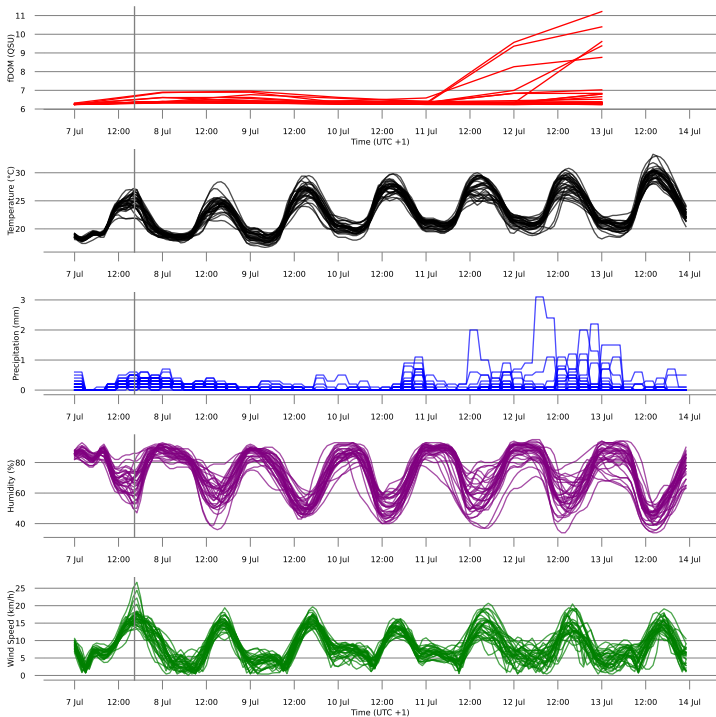 fDOM (QSU)
11
10
9
8
7
6
7 Jul 12:00 8 Jul 12:00 9 Jul 12:00 10 Jul 12:00 11 Jul 12:00 12 Jul 12:00 13 Jul 12:00 14 Jul
Time (UTC +1)
Temperature (°C)
30
25
20
7 Jul 12:00 8 Jul 12:00 9 Jul 12:00 10 Jul 12:00 11 Jul 12:00 12 Jul 12:00 13 Jul 12:00 14 Jul
Precipitation (mm)
3
2
1
0
7 Jul 12:00 8 Jul 12:00 9 Jul 12:00 10 Jul 12:00 11 Jul 12:00 12 Jul 12:00 13 Jul 12:00 14 Jul
Humidity (%)
80
60
40
7 Jul 12:00 8 Jul 12:00 9 Jul 12:00 10 Jul 12:00 11 Jul 12:00 12 Jul 12:00 13 Jul 12:00 14 Jul
Wind Speed (km/h)
25
20
15
10
5
0
7 Jul 12:00 8 Jul 12:00 9 Jul 12:00 10 Jul 12:00 11 Jul 12:00 12 Jul 12:00 13 Jul 12:00 14 Jul
Time (UTC +1)